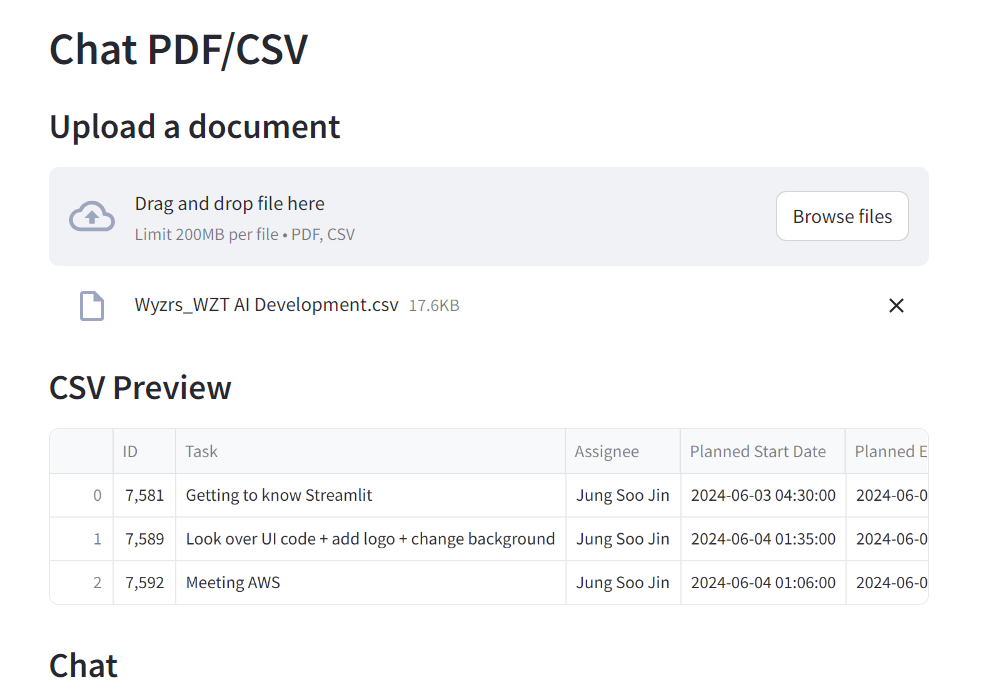 Chat PDF/CSV
Upload a document
Drag and drop file here
Limit 200MB per file • PDF, CSV
Browse files
Wyzrs_WZT AI Development.csv 17.6KB
CSV Preview
ID Task Assignee Planned Start Date Planned E
0 7,581 Getting to know Streamlit Jung Soo Jin 2024-06-03 04:30:00 2024-06-0
1 7,589 Look over UI code + add logo + change background Jung Soo Jin 2024-06-04 01:35:00 2024-06-0
2 7,592 Meeting AWS Jung Soo Jin 2024-06-04 01:06:00 2024-06-0
Chat